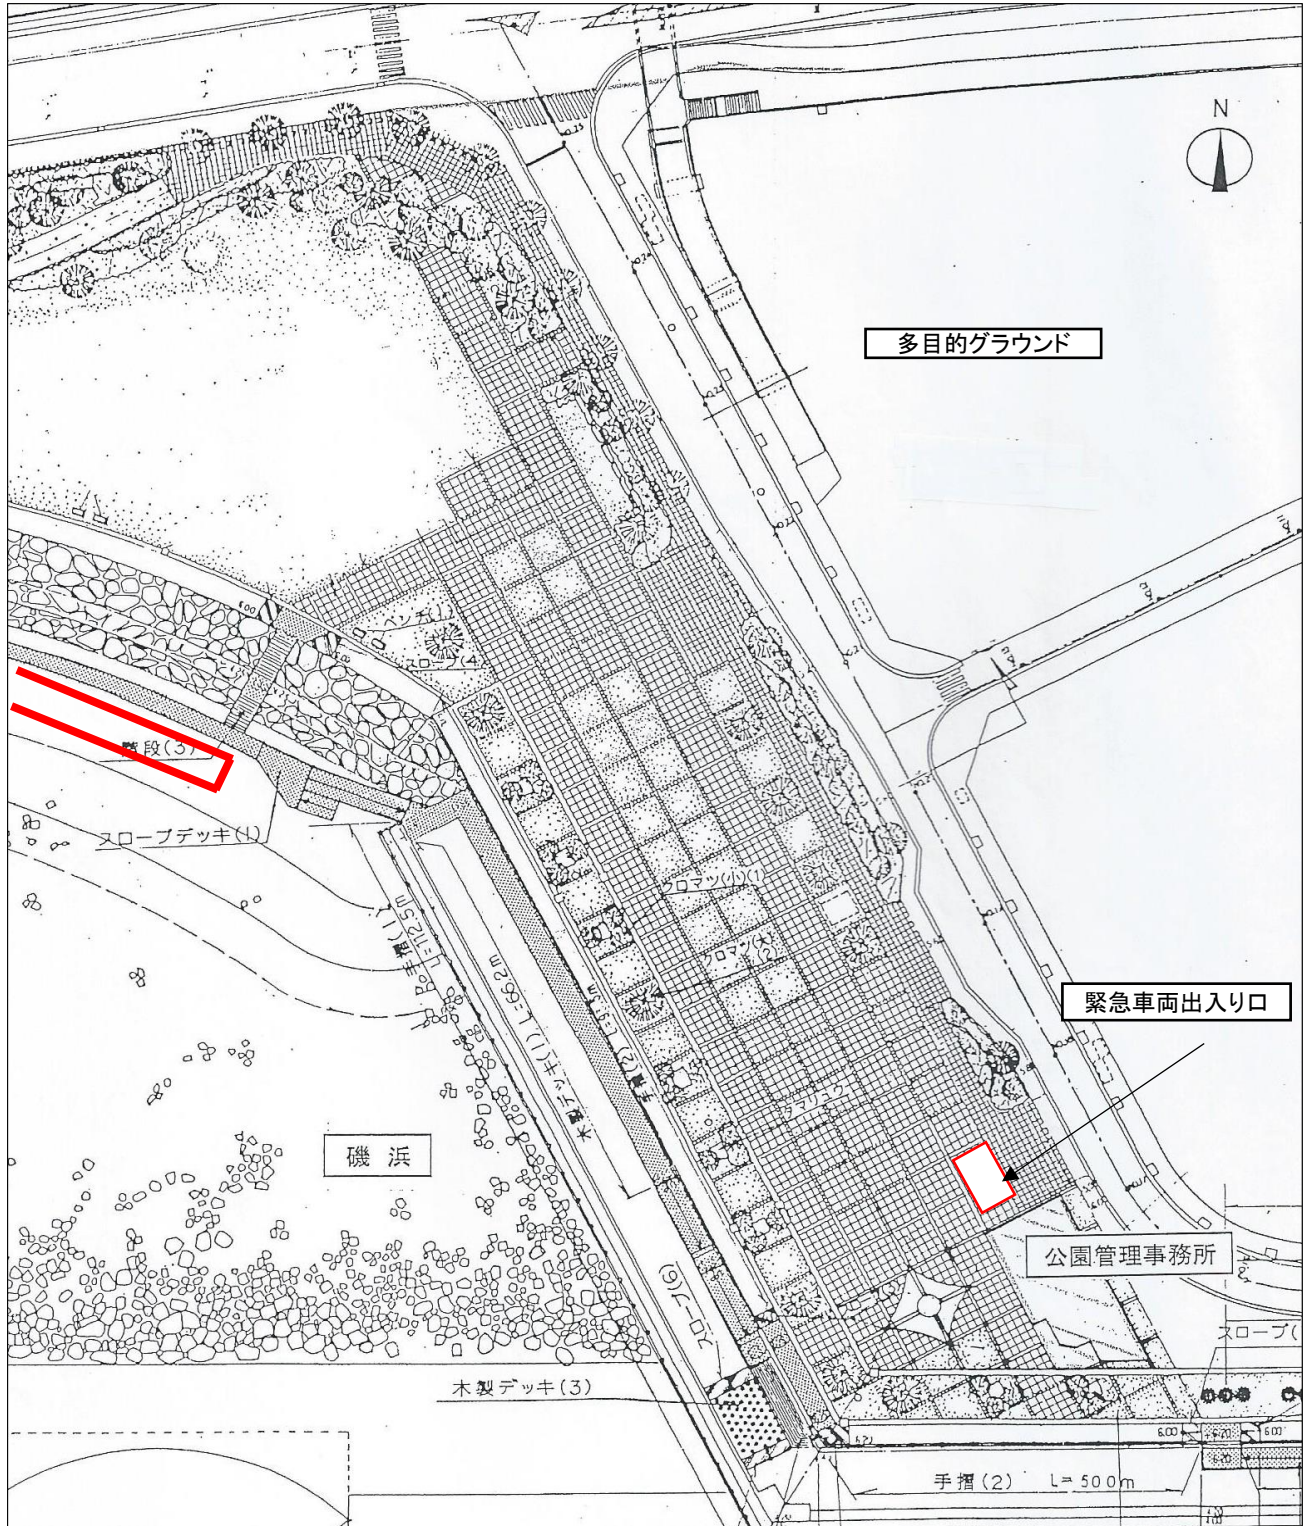 N
多目的グラウンド
ベンチ(1)
スロープ(4)
階段(3)
スロープデッキ(1)
クロマツ(小)(1)
クロマツ(大)(2)
手摺(1) L=112.5m
木製デッキ(1) L=66.2m
緊急車両出入り口
磯浜
公園管理事務所
スロープ(6)
スロープ(
木製デッキ(3)
6.00
6.00
手摺(2) L=50.0m